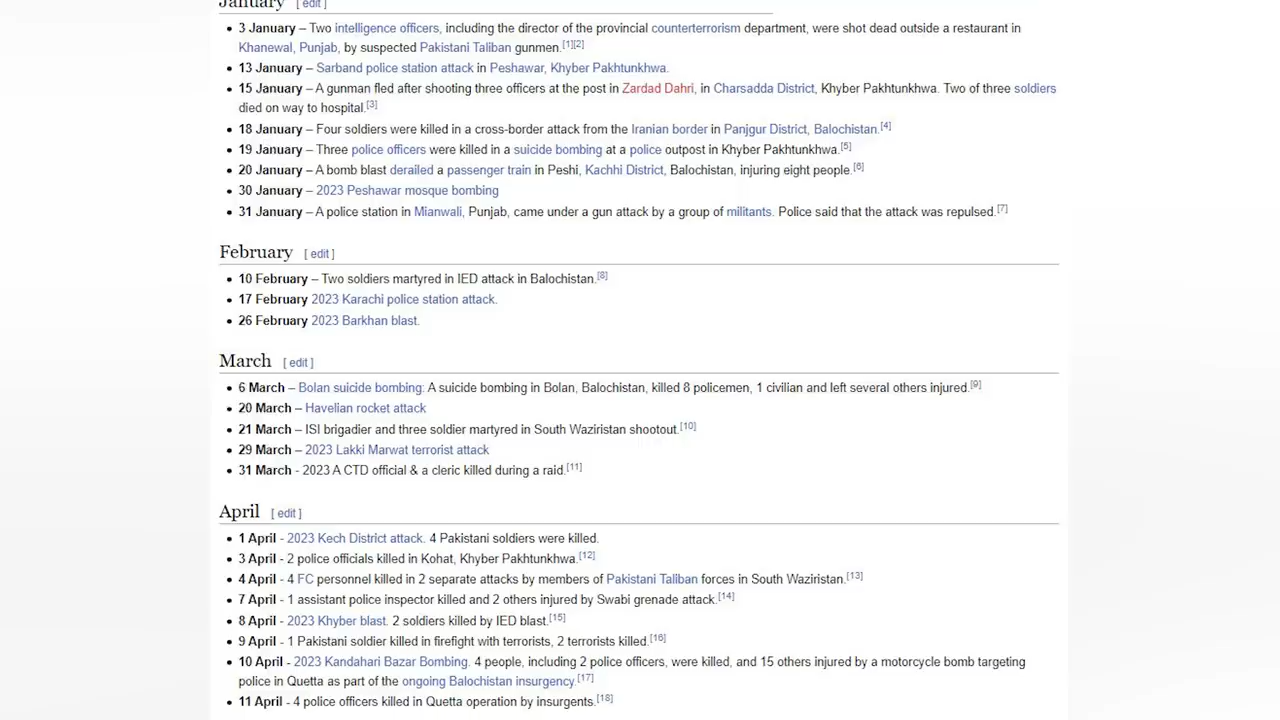 January [ edit ]
• 3 January – Two intelligence officers, including the director of the provincial counterterrorism department, were shot dead outside a restaurant in
Khanewal, Punjab, by suspected Pakistani Taliban gunmen.[1][2]
• 13 January – Sarband police station attack in Peshawar, Khyber Pakhtunkhwa.
• 15 January – A gunman fled after shooting three officers at the post in Zardad Dahri, in Charsadda District, Khyber Pakhtunkhwa. Two of three soldiers
died on way to hospital.[3]
• 18 January – Four soldiers were killed in a cross-border attack from the Iranian border in Panjgur District, Balochistan.[4]
• 19 January – Three police officers were killed in a suicide bombing at a police outpost in Khyber Pakhtunkhwa.[5]
• 20 January – A bomb blast derailed a passenger train in Peshi, Kachhi District, Balochistan, injuring eight people.[6]
• 30 January – 2023 Peshawar mosque bombing
• 31 January – A police station in Mianwali, Punjab, came under a gun attack by a group of militants. Police said that the attack was repulsed.[7]
February [ edit ]
• 10 February – Two soldiers martyred in IED attack in Balochistan.[8]
• 17 February 2023 Karachi police station attack.
• 26 February 2023 Barkhan blast.
March [ edit ]
• 6 March – Bolan suicide bombing: A suicide bombing in Bolan, Balochistan, killed 8 policemen, 1 civilian and left several others injured.[9]
• 20 March – Havelian rocket attack
• 21 March – ISI brigadier and three soldier martyred in South Waziristan shootout.[10]
• 29 March – 2023 Lakki Marwat terrorist attack
• 31 March - 2023 A CTD official & a cleric killed during a raid.[11]
April [ edit ]
• 1 April - 2023 Kech District attack. 4 Pakistani soldiers were killed.
• 3 April - 2 police officials killed in Kohat, Khyber Pakhtunkhwa.[12]
• 4 April - 4 FC personnel killed in 2 separate attacks by members of Pakistani Taliban forces in South Waziristan.[13]
• 7 April - 1 assistant police inspector killed and 2 others injured by Swabi grenade attack.[14]
• 8 April - 2023 Khyber blast. 2 soldiers killed by IED blast.[15]
• 9 April - 1 Pakistani soldier killed in firefight with terrorists, 2 terrorists killed.[16]
• 10 April - 2023 Kandahari Bazar Bombing. 4 people, including 2 police officers, were killed, and 15 others injured by a motorcycle bomb targeting
police in Quetta as part of the ongoing Balochistan insurgency.[17]
• 11 April - 4 police officers killed in Quetta operation by insurgents.[18]